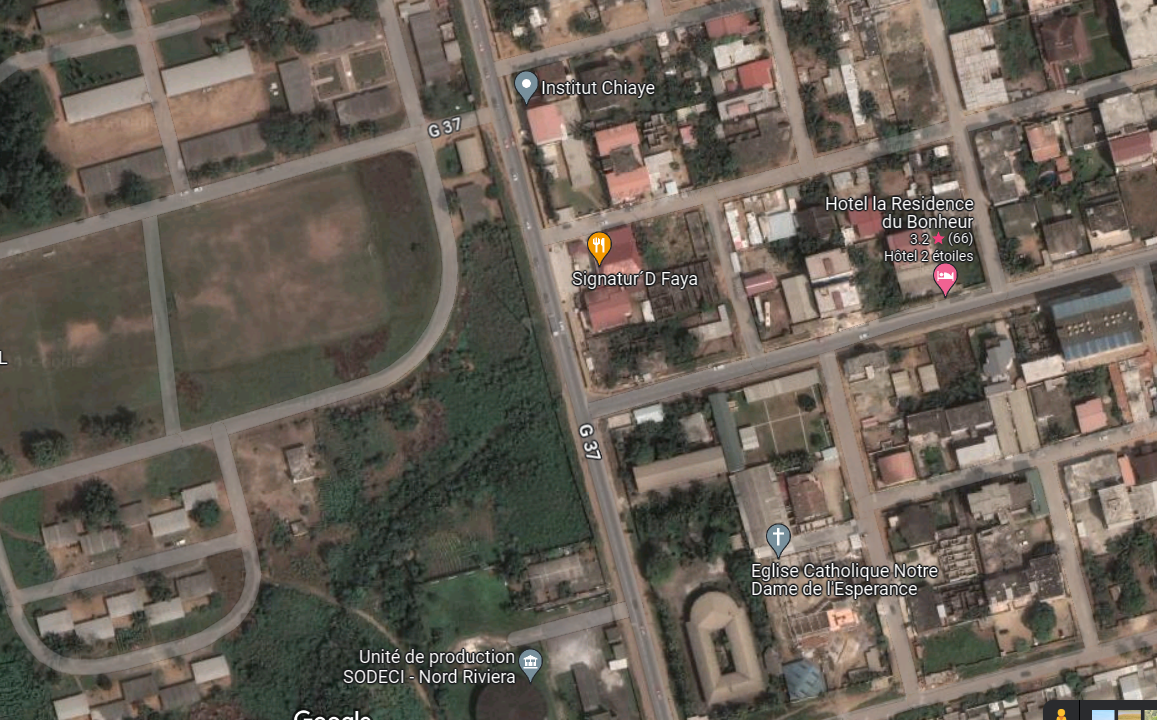 Institut Chiaye
G 37
Hotel la Residence
du Bonheur
3.2★ (66)
Hôtel 2 étoiles
Signatur´D Faya
L
G 37
Eglise Catholique Notre
Dame de l'Esperance
Unité de production
SODECI - Nord Riviera
Google